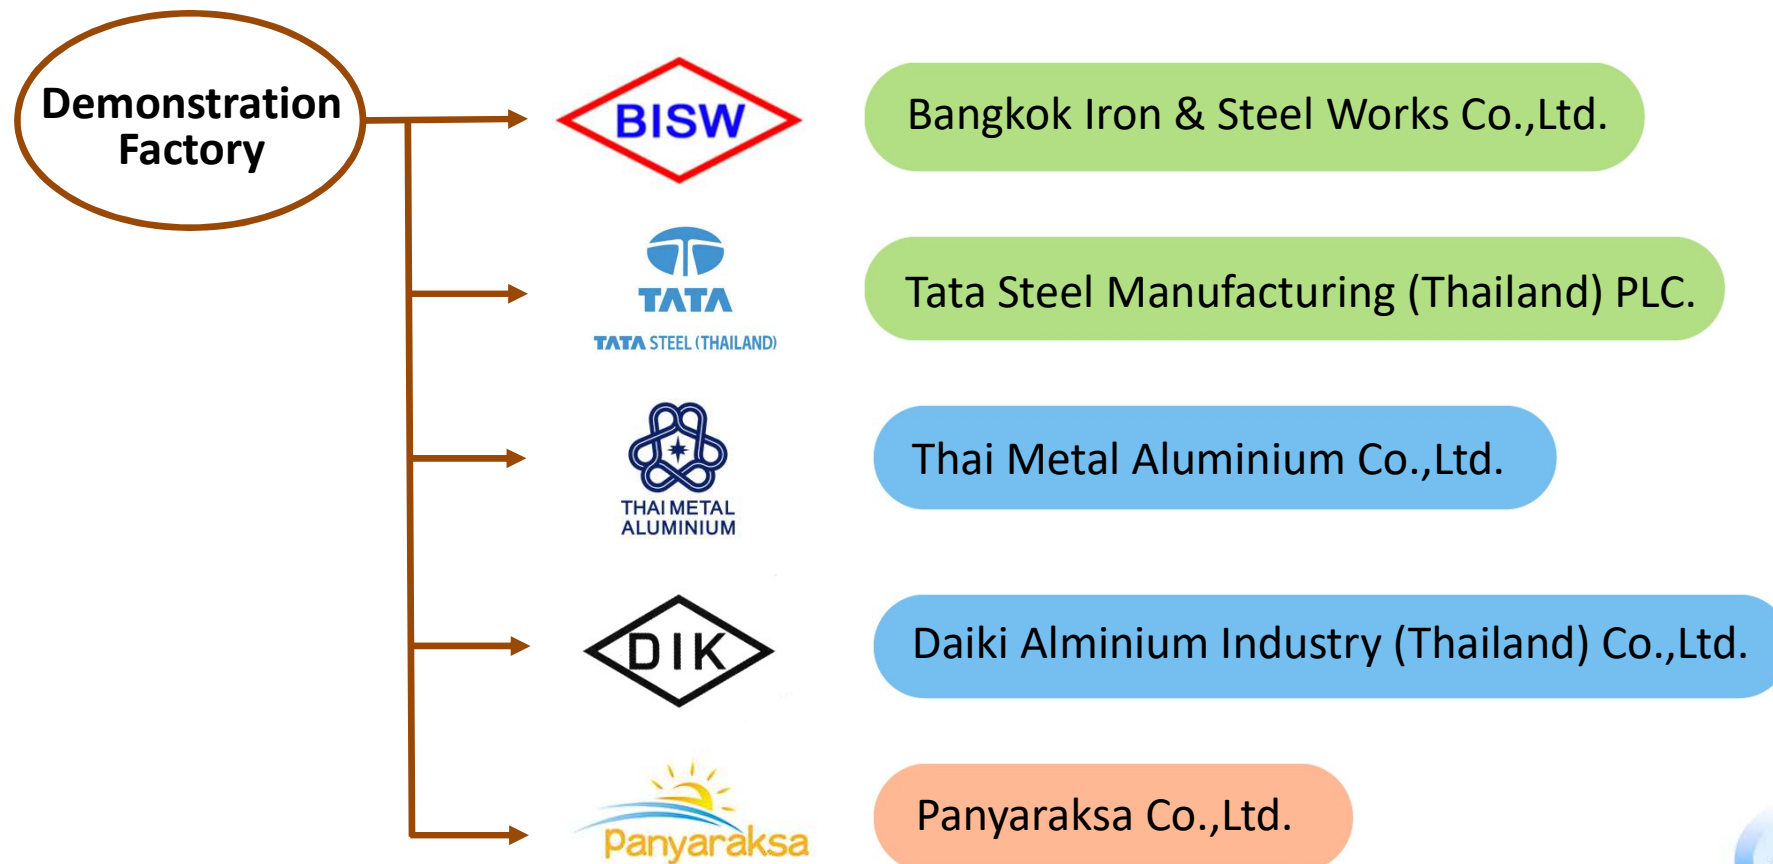 Demonstration
Factory
BISW
Bangkok Iron & Steel Works Co.,Ltd.
TATA
TATA STEEL (THAILAND)
Tata Steel Manufacturing (Thailand) PLC.
THAI METAL
ALUMINIUM
Thai Metal Aluminium Co.,Ltd.
DIK
Daiki Alminium Industry (Thailand) Co.,Ltd.
Panyaraksa
Panyaraksa Co.,Ltd.